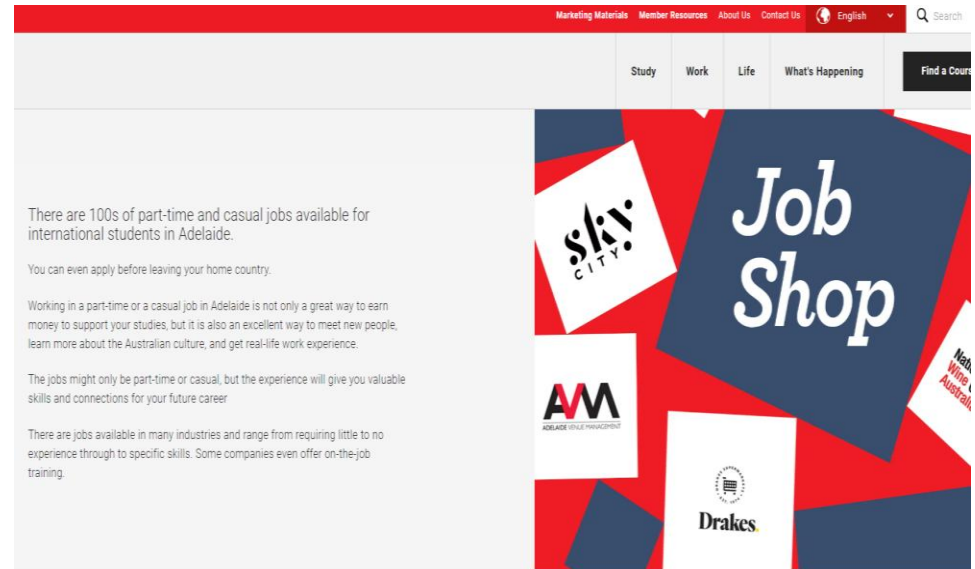 Marketing Materials Member Resources About Us Contact Us English Search
Study Work Life What's Happening Find a Cours
There are 100s of part-time and casual jobs available for
international students in Adelaide.
You can even apply before leaving your home country.
Working in a part-time or a casual job in Adelaide is not only a great way to earn
money to support your studies, but it is also an excellent way to meet new people,
learn more about the Australian culture, and get real-life work experience.
The jobs might only be part-time or casual, but the experience will give you valuable
skills and connections for your future career
There are jobs available in many industries and range from requiring little to no
experience through to specific skills. Some companies even offer on-the-job
training.
Job
Shop
sky
CITY
AVM
ADELAIDE VENUE MANAGEMENT
Drakes.
Wine